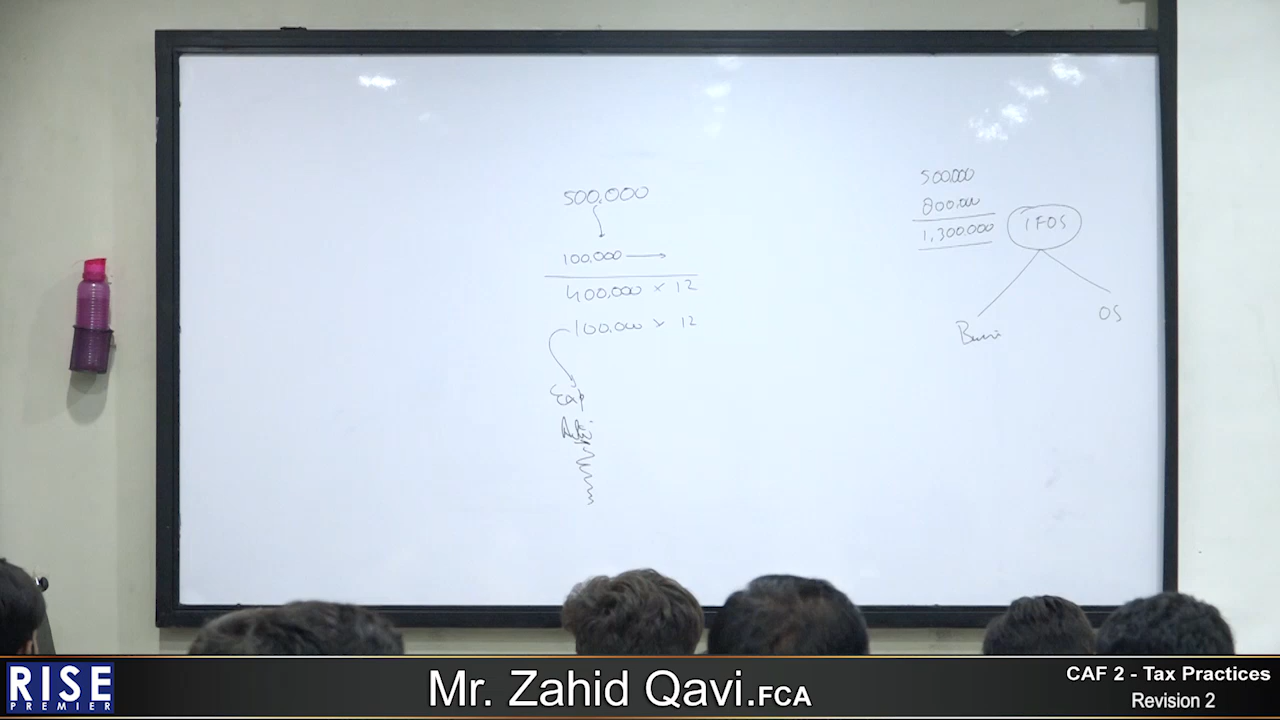 500,000
100,000 →
400,000 × 12
100,000 × 12
Exp
500,000
800,000
1,300,000
IFOS
OS
RISE
PREMIER
Mr. Zahid Qavi.FCA
CAF 2 - Tax Practices
Revision 2